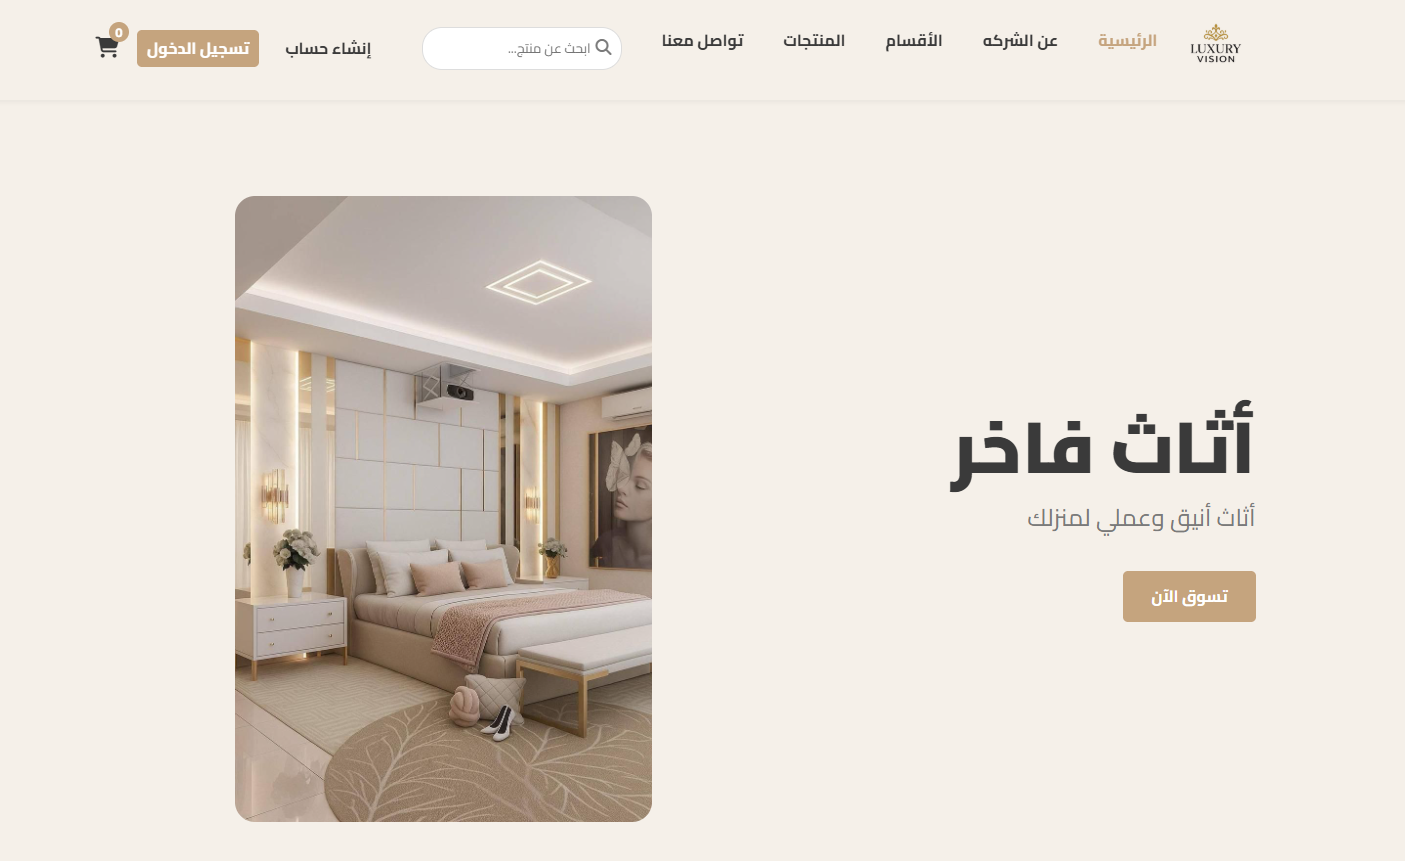 LUXURY
VISION
الرئيسية
عن الشركه
الأقسام
المنتجات
تواصل معنا
ابحث عن منتج...
إنشاء حساب
تسجيل الدخول
0
أثاث فاخر
أثاث أنيق وعملي لمنزلك
تسوق الآن